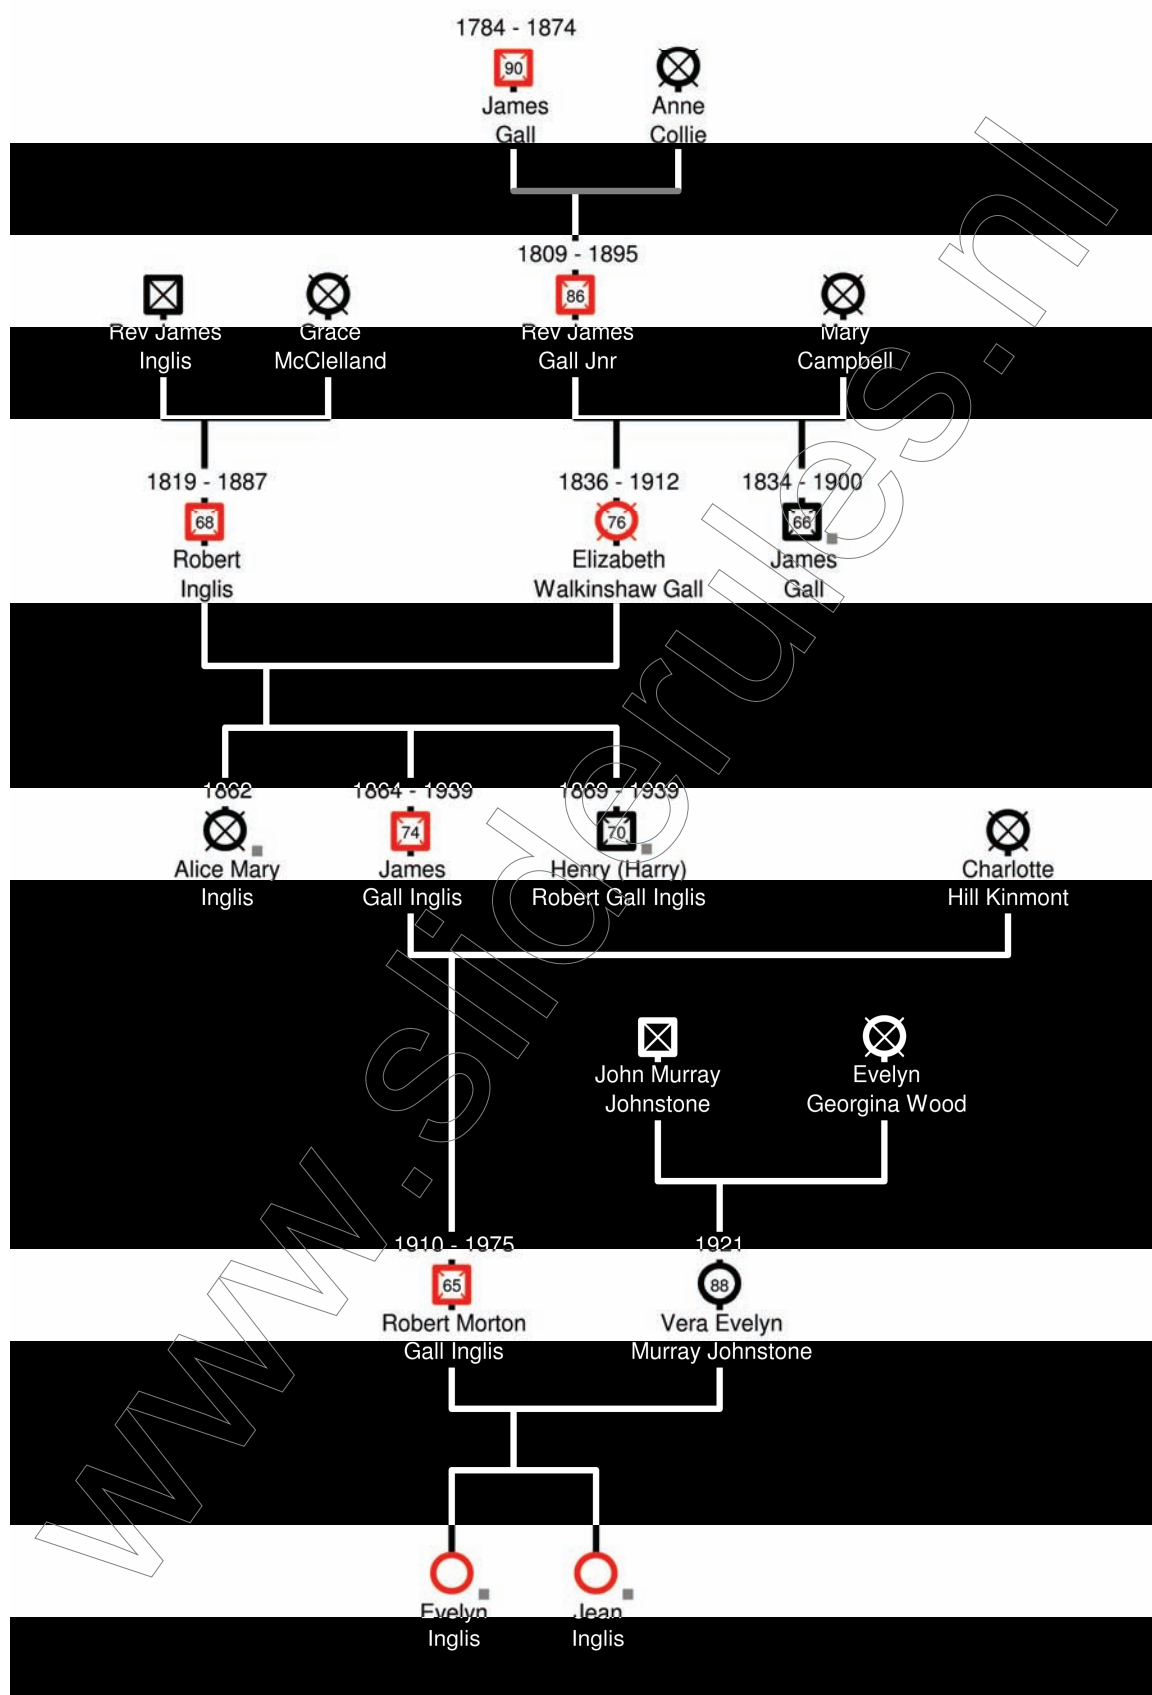 1784 - 1874
90
James
Gall
Anne
Collie
1809 - 1895
86
Rev James
Inglis
Grace
McClelland
Rev James
Gall Jnr
Mary
Campbell
1819 - 1887
68
Robert
Inglis
1836 - 1912
76
Elizabeth
Walkinshaw Gall
1834 - 1900
66
James
Gall
1862
Alice Mary
Inglis
1864 - 1939
74
James
Gall Inglis
1869 - 1939
70
Henry (Harry)
Robert Gall Inglis
Charlotte
Hill Kinmont
John Murray
Johnstone
Evelyn
Georgina Wood
1910 - 1975
65
Robert Morton
Gall Inglis
1921
88
Vera Evelyn
Murray Johnstone
Evelyn
Inglis
Jean
Inglis
www.sliderules.nl